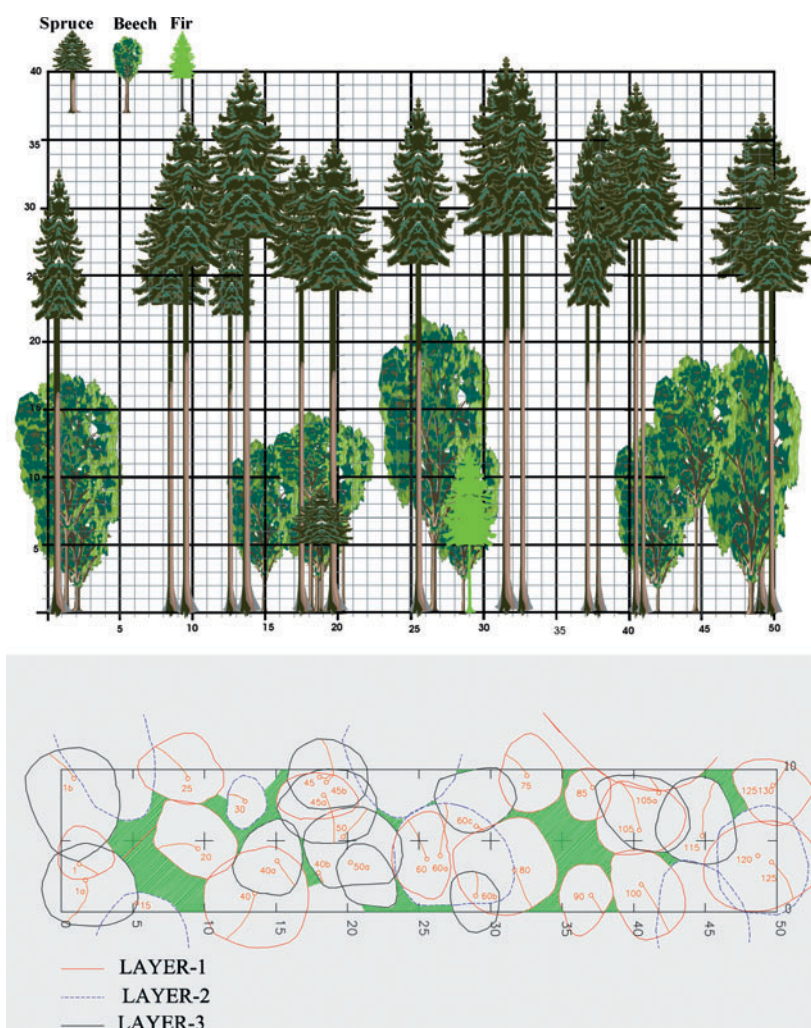 Spruce Beech Fir
40
35
30
25
20
15
10
5
5 10 15 20 25 30 35 40 45 50
10
1b 25 30 45 45b 45a 75 85 105a 125 130
1 20 40a 50 40b 50a 60 60a 60c 80 105 115 120 125
1a 15 40 60b 90 100 0
0 5 10 15 20 25 30 35 40 45 50
LAYER-1
LAYER-2
LAYER-3